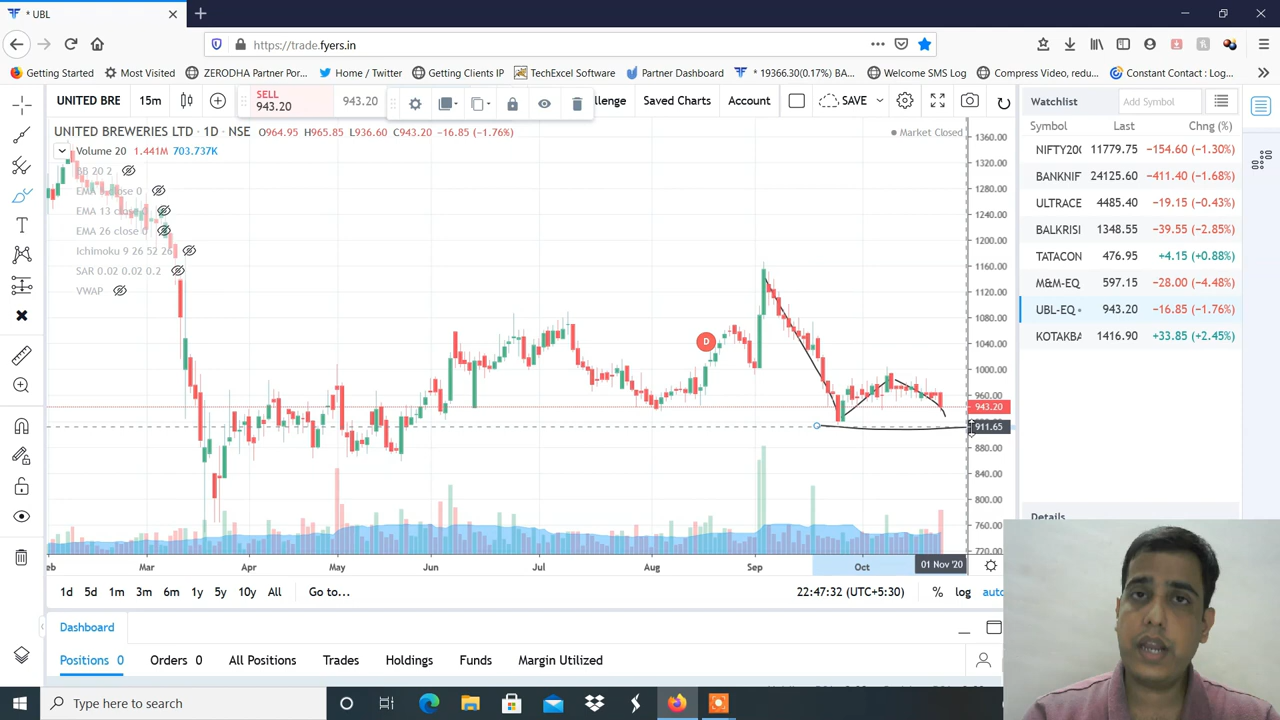 * UBL
https://trade.fyers.in
Getting Started Most Visited ZERODHA Partner Por... Home / Twitter Getting Clients IP TechExcel Software Partner Dashboard * 19366.30(0.17%) BA... Welcome SMS Log Compress Video, redu... Constant Contact : Log...
UNITED BRE 15m SELL 943.20 943.20 llenge Saved Charts Account SAVE
Watchlist Add Symbol
Symbol Last Chng (%)
UNITED BREWERIES LTD · 1D · NSE O964.95 H965.85 L936.60 C943.20 −16.85 (−1.76%)
Market Closed
Volume 20 1.441M 703.737K
BB 20 2
EMA 13 close 0
EMA 26 close 0
Ichimoku 9 26 52 26
SAR 0.02 0.02 0.2
VWAP
D
1360.00
1320.00
1280.00
1240.00
1200.00
1160.00
1120.00
1080.00
1040.00
1000.00
960.00
943.20
911.65
880.00
840.00
800.00
760.00
720.00
NIFTY200 11779.75 −154.60 (−1.30%)
BANKNIF 24125.60 −411.40 (−1.68%)
ULTRACE 4485.40 −19.15 (−0.43%)
BALKRISI 1348.55 −39.55 (−2.85%)
TATACON 476.95 +4.15 (+0.88%)
M&M-EQ 597.15 −28.00 (−4.48%)
UBL-EQ 943.20 −16.85 (−1.76%)
KOTAKBA 1416.90 +33.85 (+2.45%)
Details
eb Mar Apr May Jun Jul Aug Sep Oct 01 Nov '20
1d 5d 1m 3m 6m 1y 5y 10y All Go to... 22:47:32 (UTC+5:30) % log auto
Dashboard
Positions 0 Orders 0 All Positions Trades Holdings Funds Margin Utilized
Type here to search